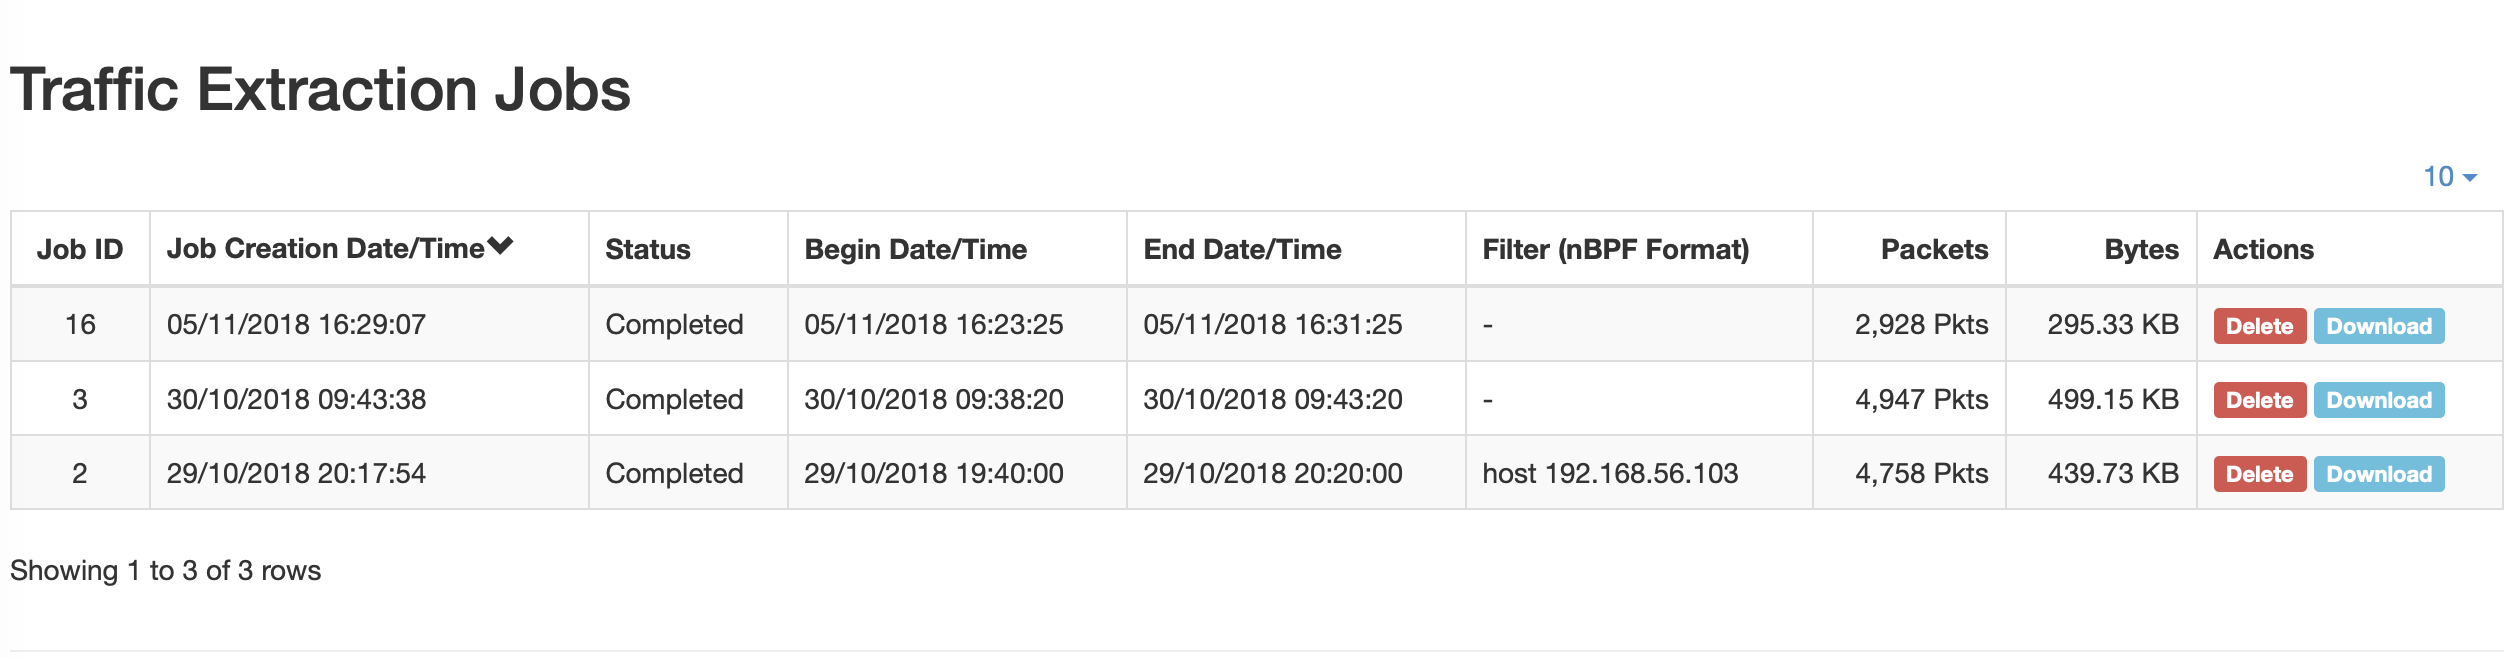 Traffic Extraction Jobs
10
Job ID Job Creation Date/Time Status Begin Date/Time End Date/Time Filter (nBPF Format) Packets Bytes Actions
16 05/11/2018 16:29:07 Completed 05/11/2018 16:23:25 05/11/2018 16:31:25 - 2,928 Pkts 295.33 KB Delete Download
3 30/10/2018 09:43:38 Completed 30/10/2018 09:38:20 30/10/2018 09:43:20 - 4,947 Pkts 499.15 KB Delete Download
2 29/10/2018 20:17:54 Completed 29/10/2018 19:40:00 29/10/2018 20:20:00 host 192.168.56.103 4,758 Pkts 439.73 KB Delete Download
Showing 1 to 3 of 3 rows